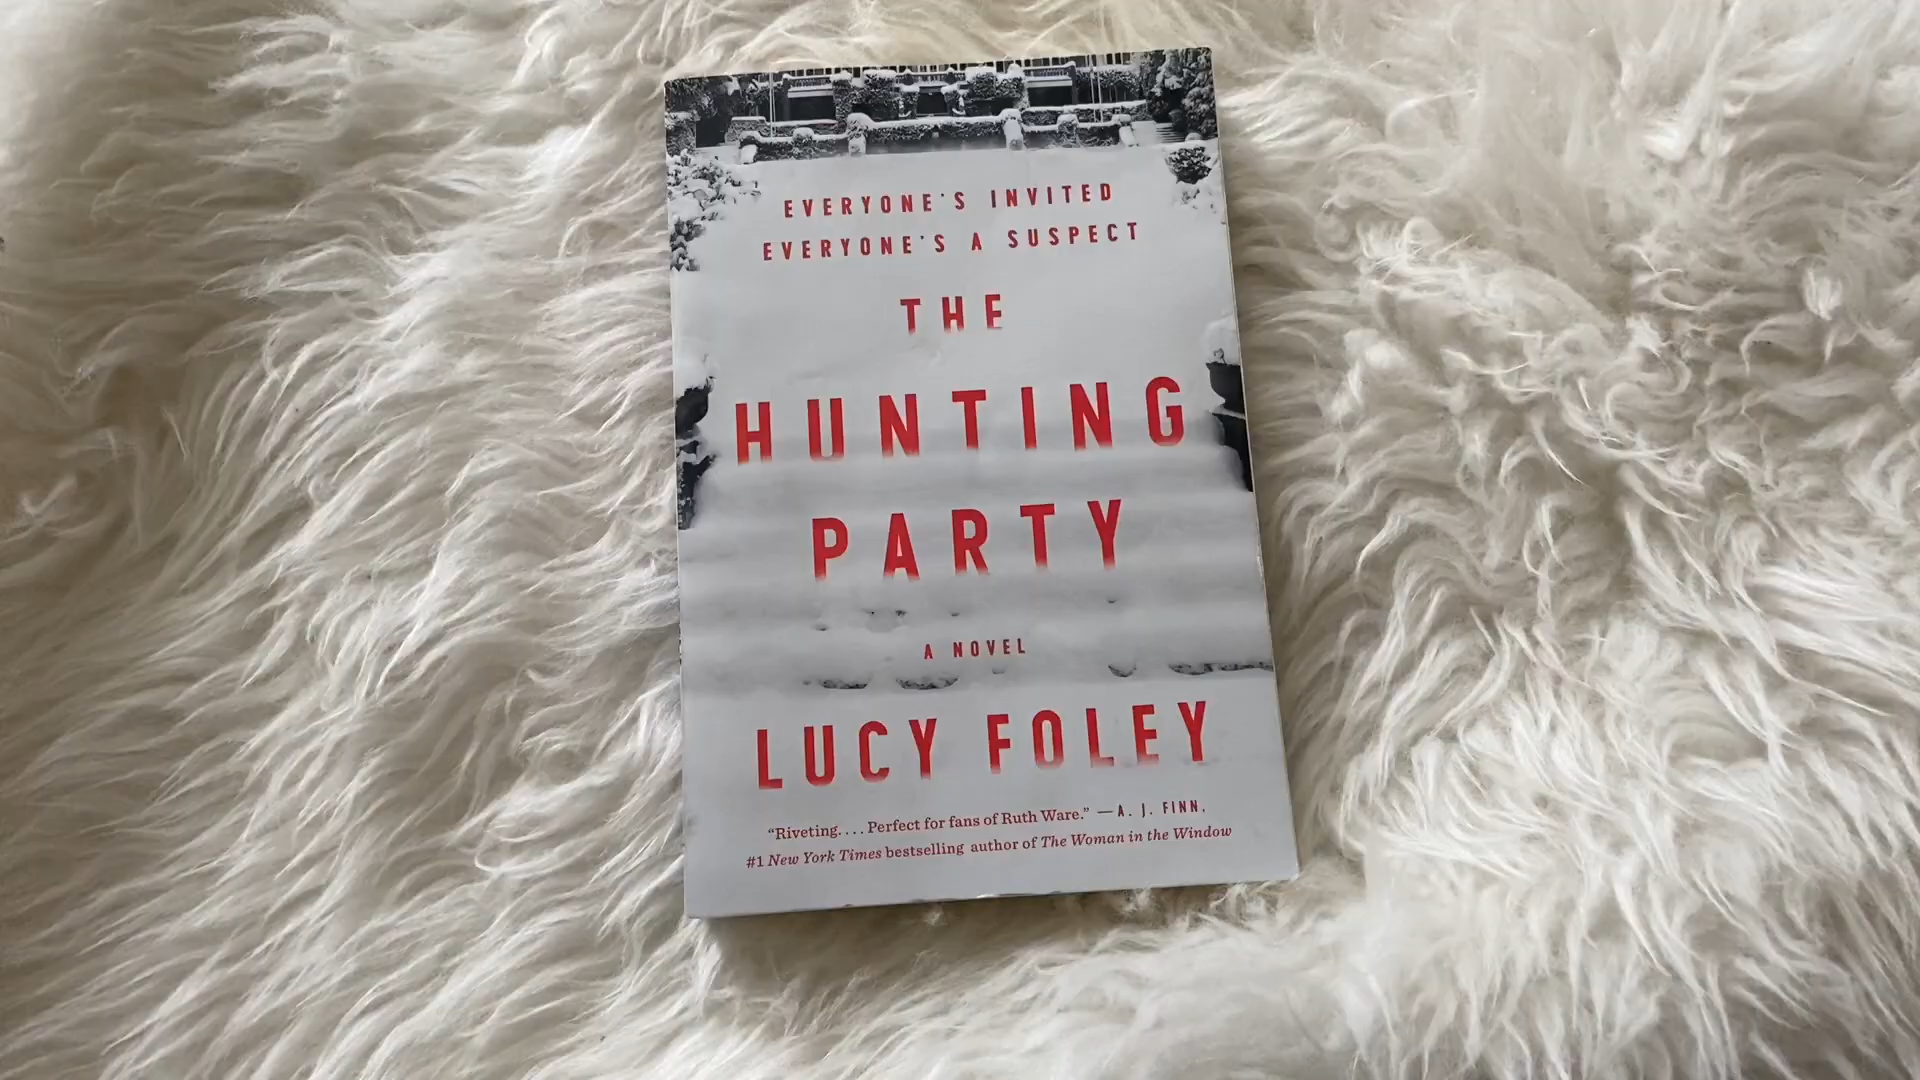 EVERYONE'S INVITED
EVERYONE'S A SUSPECT
THE
HUNTING
PARTY
A NOVEL
LUCY FOLEY
“Riveting. . . . Perfect for fans of Ruth Ware.” —A. J. FINN,
#1 New York Times bestselling author of The Woman in the Window